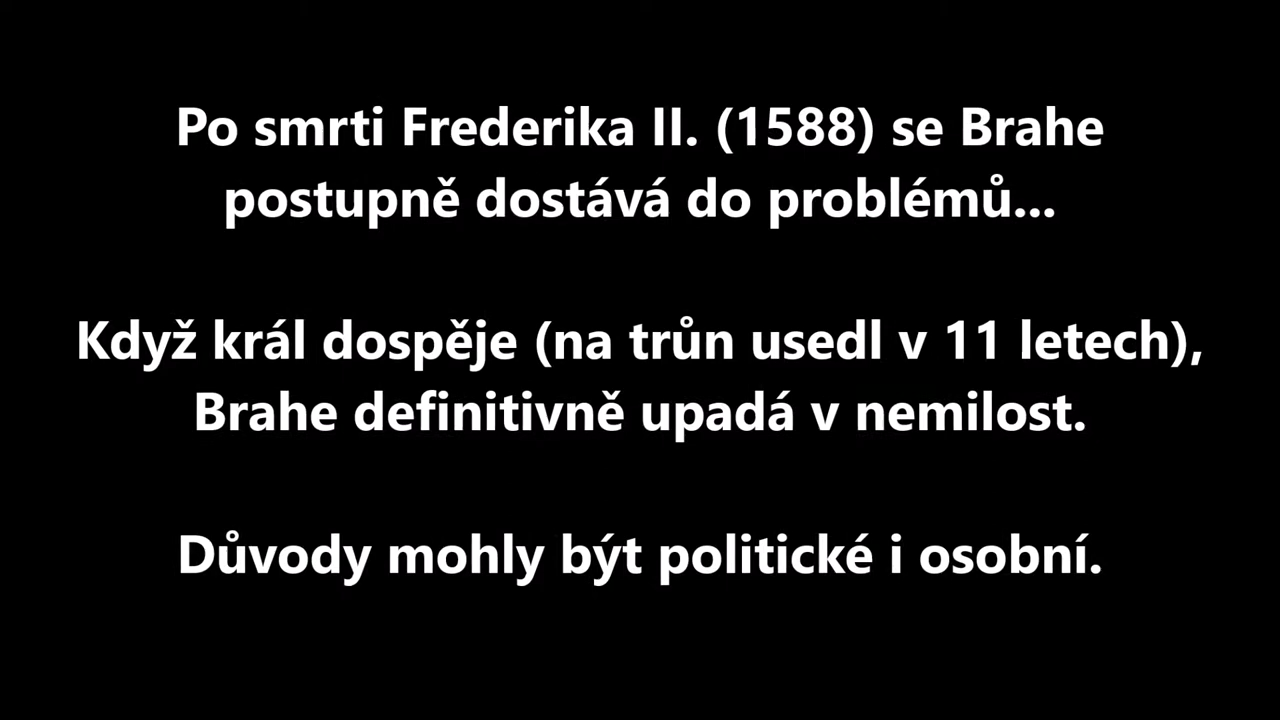 Po smrti Frederika II. (1588) se Brahe
postupně dostává do problémů...
Když král dospěje (na trůn usedl v 11 letech),
Brahe definitivně upadá v nemilost.
Důvody mohly být politické i osobní.